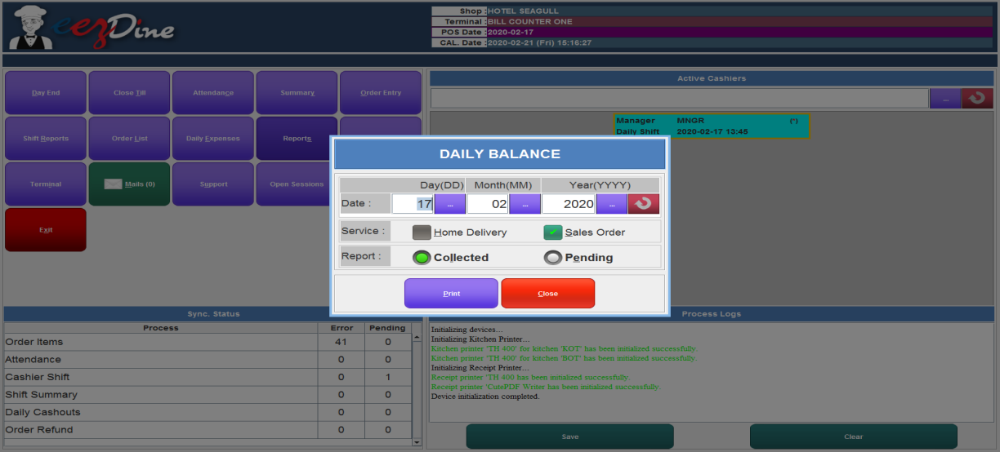 eezDine
Shop : HOTEL SEAGULL
Terminal : BILL COUNTER ONE
POS Date : 2020-02-17
CAL. Date : 2020-02-21 (Fri) 15:16:27
Day End
Close Till
Attendance
Summary
Order Entry
Shift Reports
Order List
Daily Expenses
Reports
Terminal
Mails (0)
Support
Open Sessions
Exit
Active Cashiers
...
Manager MNGR (*)
Daily Shift 2020-02-17 13:45
DAILY BALANCE
Day(DD) Month(MM) Year(YYYY)
Date : 17 ... 02 ... 2020 ...
Service : Home Delivery Sales Order
Report : Collected Pending
Print Close
Sync. Status
Process Error Pending
Order Items 41 0
Attendance 0 0
Cashier Shift 0 1
Shift Summary 0 0
Daily Cashouts 0 0
Order Refund 0 0
Process Logs
Initializing devices...
Initializing Kitchen Printer...
Kitchen printer 'TH 400' for kitchen 'KOT' has been initialized successfully.
Kitchen printer 'TH 400' for kitchen 'BOT' has been initialized successfully.
Initializing Receipt Printer...
Receipt printer 'TH 400 has been initialized successfully.
Receipt printer 'CutePDF Writer has been initialized successfully.
Device initialization completed.
Save Clear